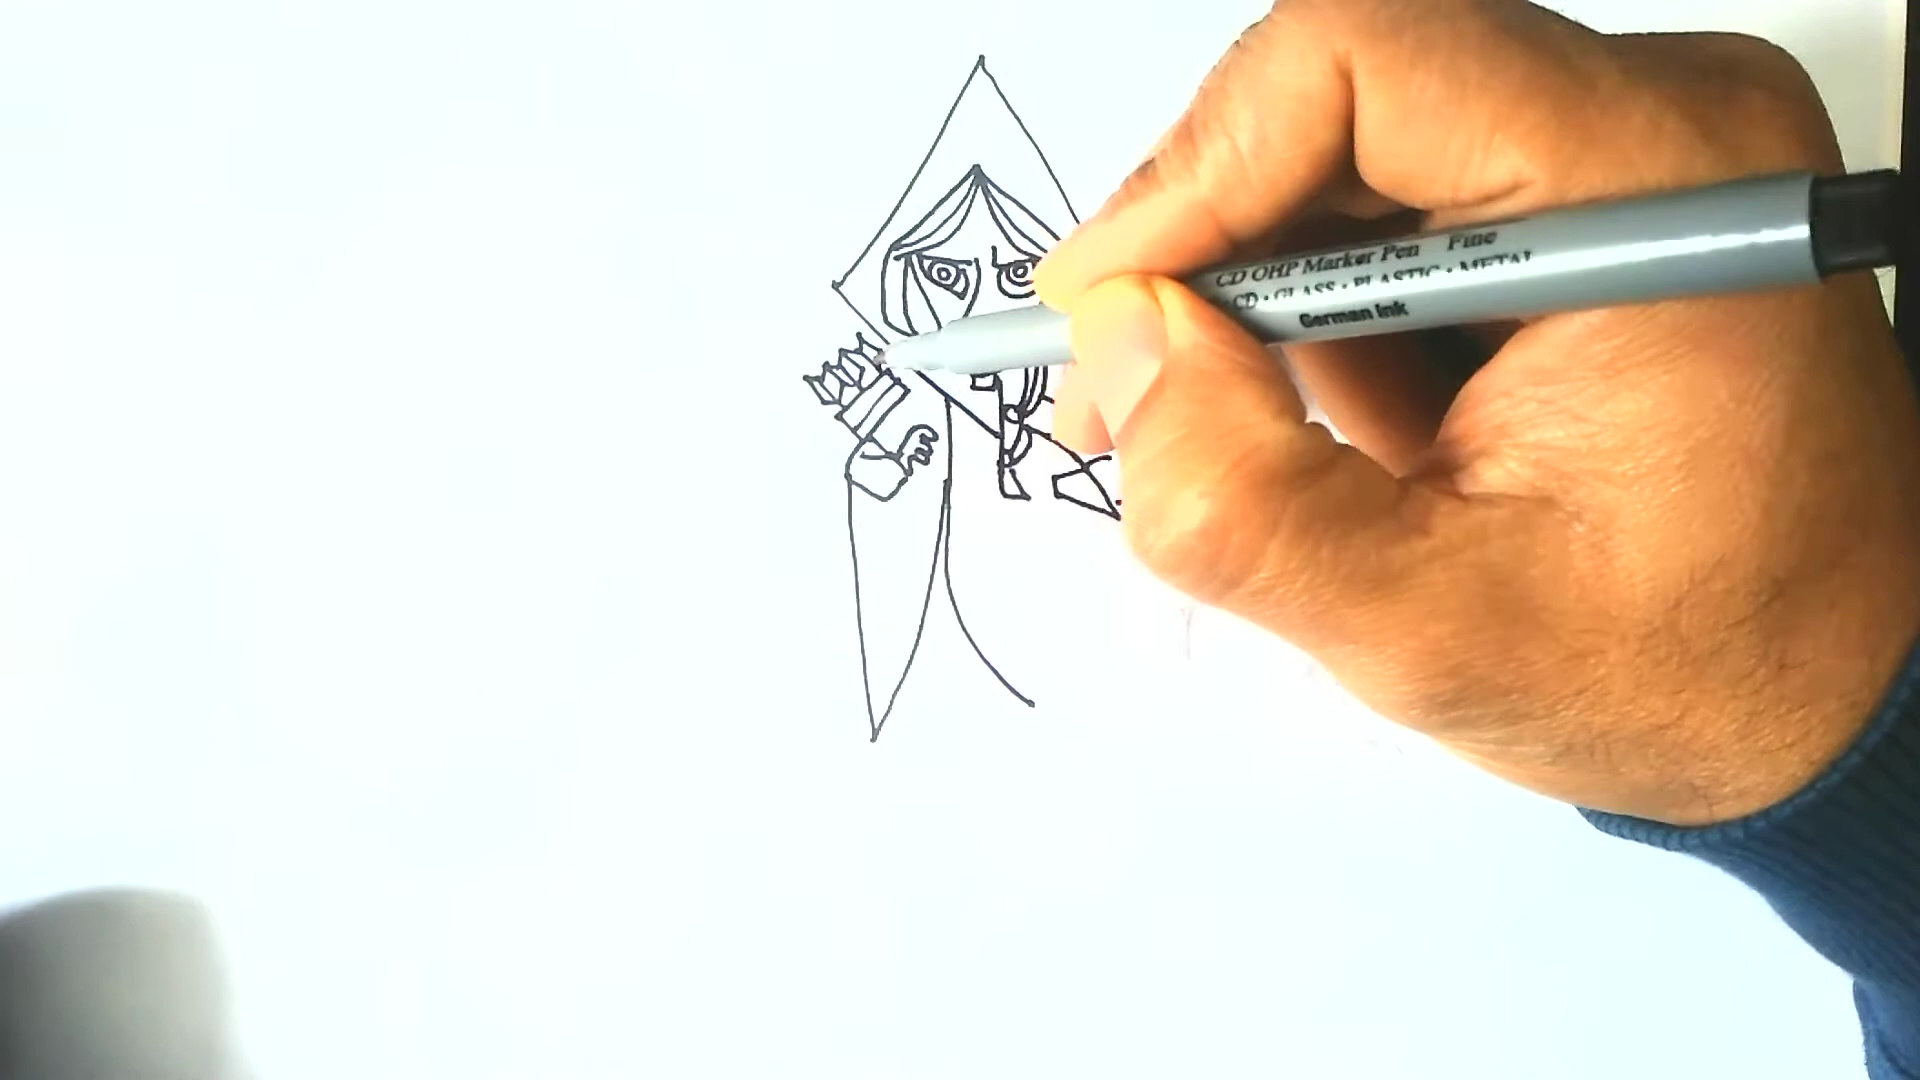 CD OHP Marker Pen Fine
CD • GLASS • PLASTIC • METAL
German Ink